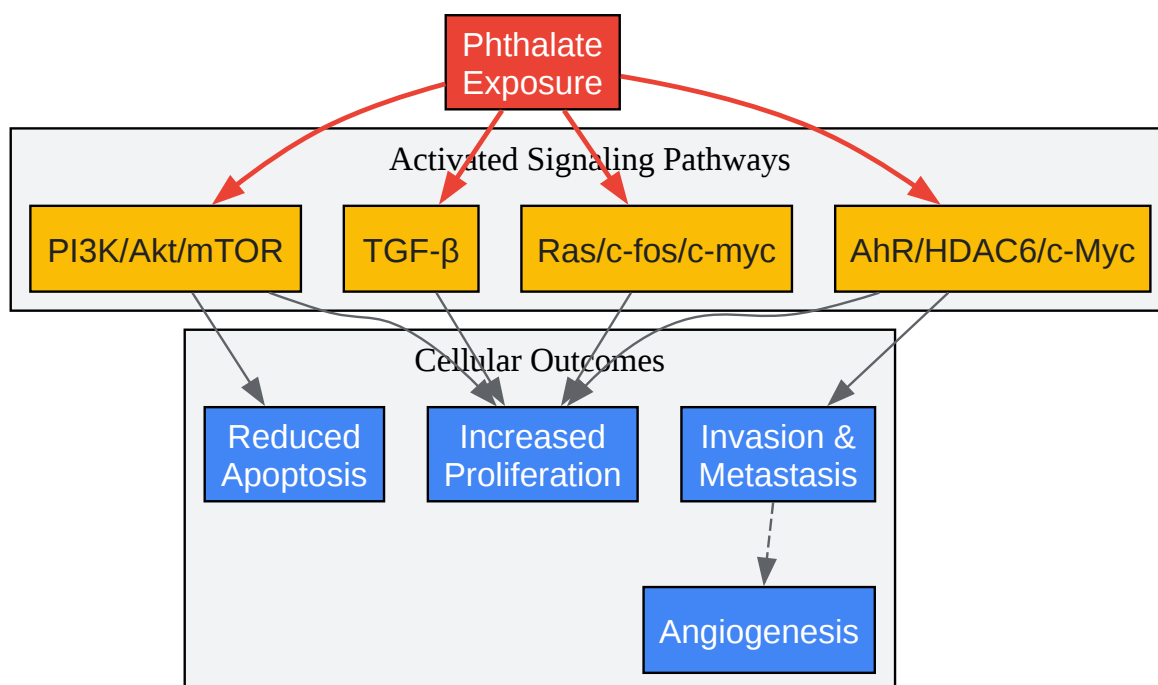 Phthalate
Exposure
Activated Signaling Pathways
PI3K/Akt/mTOR
TGF-β
Ras/c-fos/c-myc
AhR/HDAC6/c-Myc
Cellular Outcomes
Reduced
Apoptosis
Increased
Proliferation
Invasion &
Metastasis
Angiogenesis